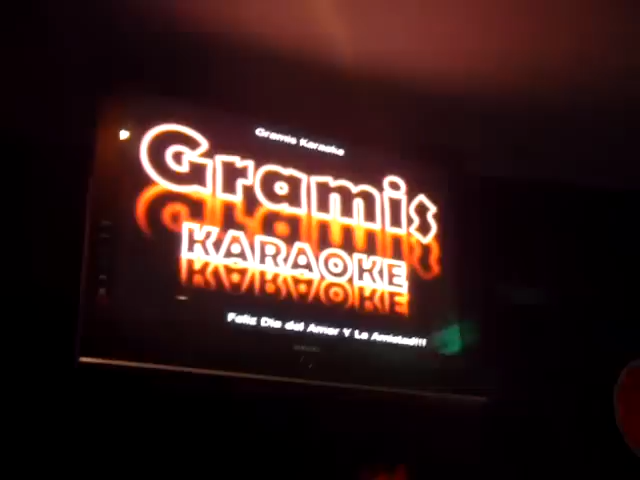 Gramis Karaoke
Gramis
KARAOKE
Feliz Dia del Amor Y La Amistad!!!